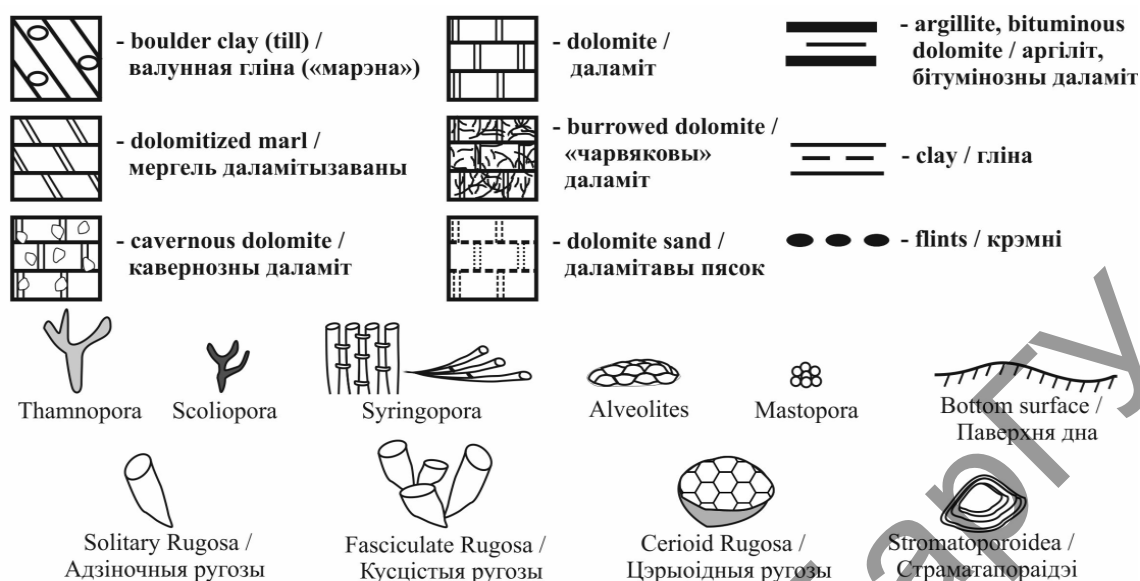 - boulder clay (till) /
валунная гліна («марэна»)
- dolomite /
даламіт
- argillite, bituminous
dolomite / аргіліт,
бітумінозны даламіт
- dolomitized marl /
мергель даламітызаваны
- burrowed dolomite /
«чарвяковы»
даламіт
- clay / гліна
- cavernous dolomite /
кавернозны даламіт
- dolomite sand /
даламітавы пясок
- flints / крэмні
Thamnopora
Scoliopora
Syringopora
Alveolites
Mastopora
Bottom surface /
Паверхня дна
Solitary Rugosa /
Адзіночныя ругозы
Fasciculate Rugosa /
Кусцістыя ругозы
Cerioid Rugosa /
Цэрыоідныя ругозы
Stromatoporoidea /
Страматапараідэі